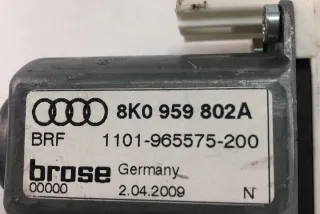 8K0 959 802A
BRF 1101-965575-200
brose Germany
00000 2.04.2009 N